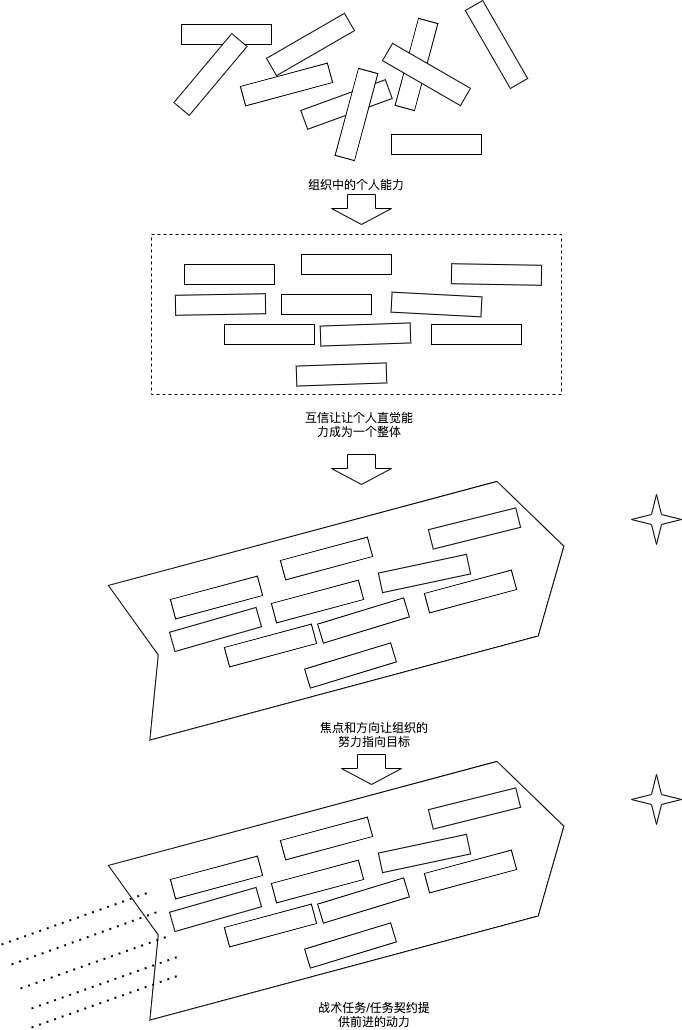 组织中的个人能力
互信让让个人直觉能
力成为一个整体
焦点和方向让组织的
努力指向目标
战术任务/任务契约提
供前进的动力